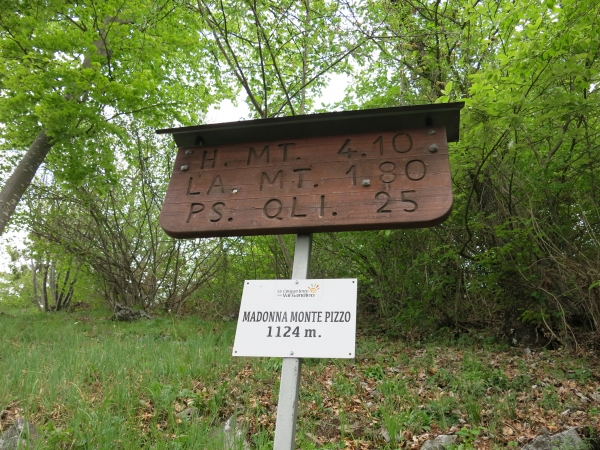 H. MT. 4.10
LA. MT. 1.80
PS. QLI. 25
MADONNA MONTE PIZZO
1124 m.